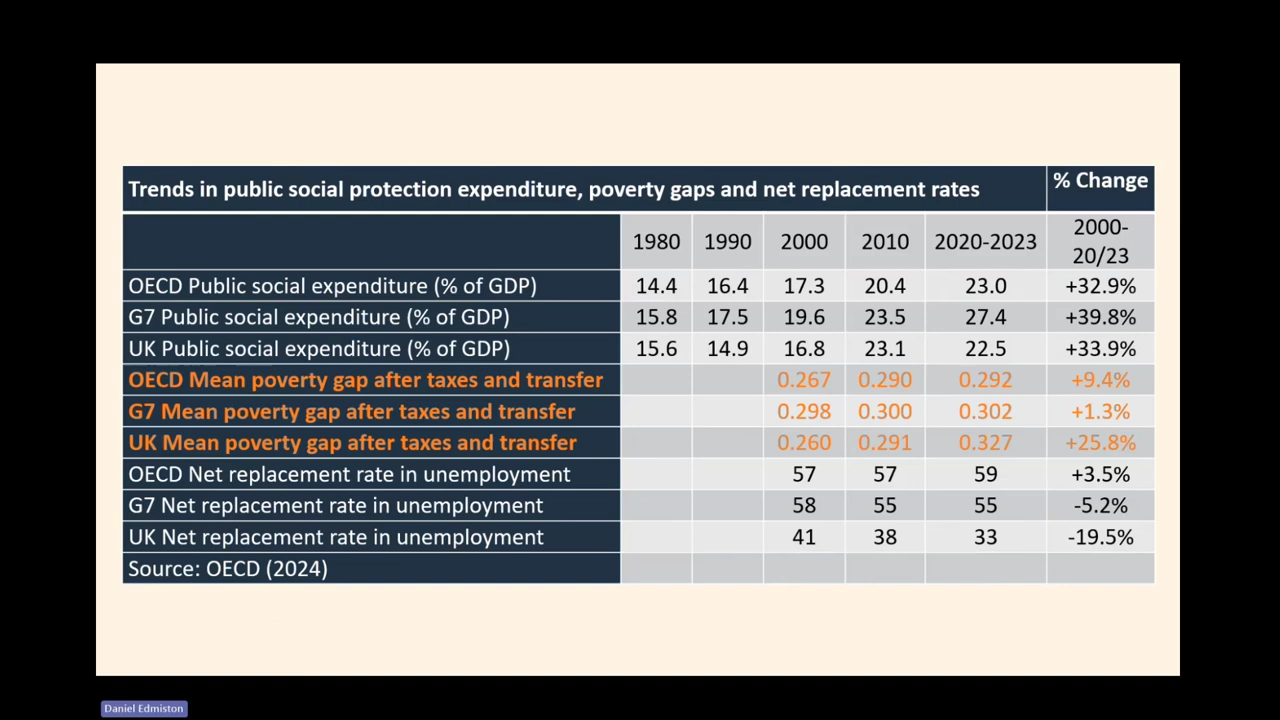 Trends in public social protection expenditure, poverty gaps and net replacement rates % Change
1980 1990 2000 2010 2020-2023 2000-
20/23
OECD Public social expenditure (% of GDP) 14.4 16.4 17.3 20.4 23.0 +32.9%
G7 Public social expenditure (% of GDP) 15.8 17.5 19.6 23.5 27.4 +39.8%
UK Public social expenditure (% of GDP) 15.6 14.9 16.8 23.1 22.5 +33.9%
OECD Mean poverty gap after taxes and transfer 0.267 0.290 0.292 +9.4%
G7 Mean poverty gap after taxes and transfer 0.298 0.300 0.302 +1.3%
UK Mean poverty gap after taxes and transfer 0.260 0.291 0.327 +25.8%
OECD Net replacement rate in unemployment 57 57 59 +3.5%
G7 Net replacement rate in unemployment 58 55 55 -5.2%
UK Net replacement rate in unemployment 41 38 33 -19.5%
Source: OECD (2024)
Daniel Edmiston